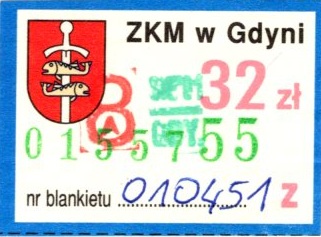 ZKM w Gdyni
32 zł
A
0155755
nr blankietu 010451 z